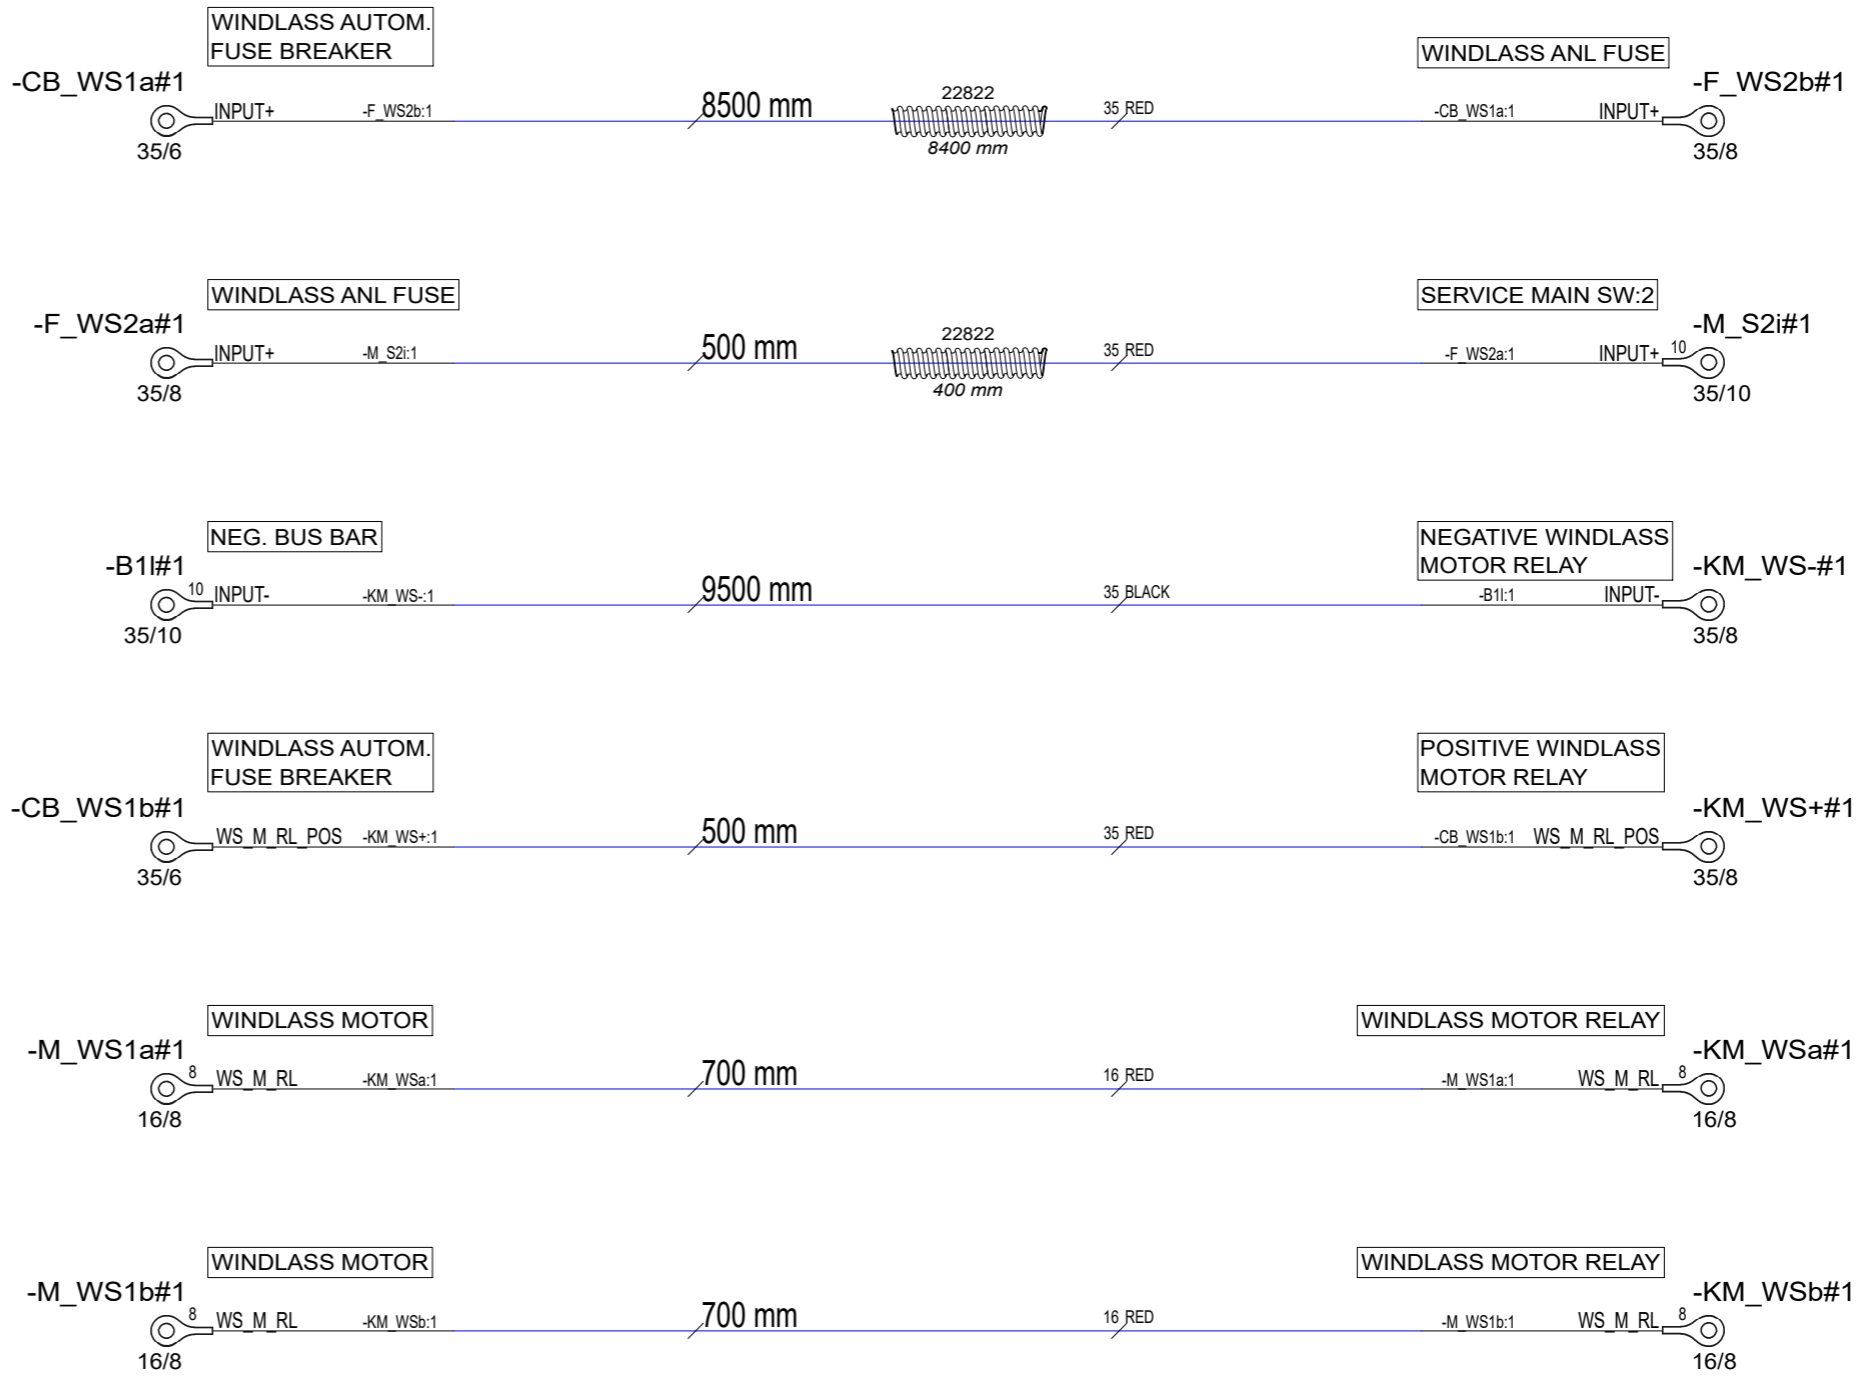 WINDLASS AUTOM.
FUSE BREAKER
WINDLASS ANL FUSE
-CB_WS1a#1
-F_WS2b#1
INPUT+ -F_WS2b:1 8500 mm 22822 35 RED -CB_WS1a:1 INPUT+
35/6 8400 mm 35/8
WINDLASS ANL FUSE
SERVICE MAIN SW:2
-F_WS2a#1
-M_S2i#1
INPUT+ -M_S2i:1 500 mm 22822 35 RED -F_WS2a:1 INPUT+ 10
35/8 400 mm 35/10
NEG. BUS BAR
NEGATIVE WINDLASS
MOTOR RELAY
-B1l#1
-KM_WS-#1
10 INPUT- -KM_WS-:1 9500 mm 35 BLACK -B1l:1 INPUT-
35/10 35/8
WINDLASS AUTOM.
FUSE BREAKER
POSITIVE WINDLASS
MOTOR RELAY
-CB_WS1b#1
-KM_WS+#1
WS_M_RL_POS -KM_WS+:1 500 mm 35 RED -CB_WS1b:1 WS_M_RL_POS
35/6 35/8
WINDLASS MOTOR
WINDLASS MOTOR RELAY
-M_WS1a#1
-KM_WSa#1
8 WS_M_RL -KM_WSa:1 700 mm 16 RED -M_WS1a:1 WS_M_RL 8
16/8 16/8
WINDLASS MOTOR
WINDLASS MOTOR RELAY
-M_WS1b#1
-KM_WSb#1
8 WS_M_RL -KM_WSb:1 700 mm 16 RED -M_WS1b:1 WS_M_RL 8
16/8 16/8